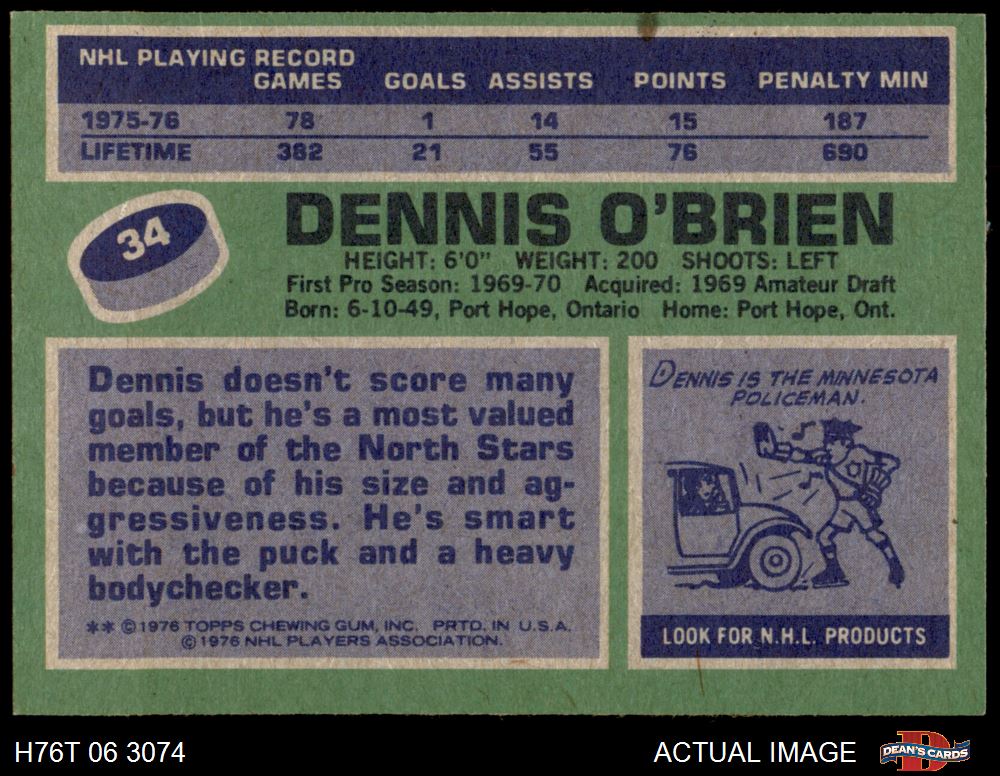 NHL PLAYING RECORD
GAMES GOALS ASSISTS POINTS PENALTY MIN
1975-76 78 1 14 15 187
LIFETIME 382 21 55 76 690
34
DENNIS O'BRIEN
HEIGHT: 6'0" WEIGHT: 200 SHOOTS: LEFT
First Pro Season: 1969-70 Acquired: 1969 Amateur Draft
Born: 6-10-49, Port Hope, Ontario Home: Port Hope, Ont.
Dennis doesn't score many
goals, but he's a most valued
member of the North Stars
because of his size and ag-
gressiveness. He's smart
with the puck and a heavy
bodychecker.
** © 1976 TOPPS CHEWING GUM, INC. PRTD. IN U.S.A.
© 1976 NHL PLAYERS ASSOCIATION.
DENNIS IS THE MINNESOTA
POLICEMAN.
LOOK FOR N.H.L. PRODUCTS
H76T 06 3074
ACTUAL IMAGE
DEAN'S CARDS